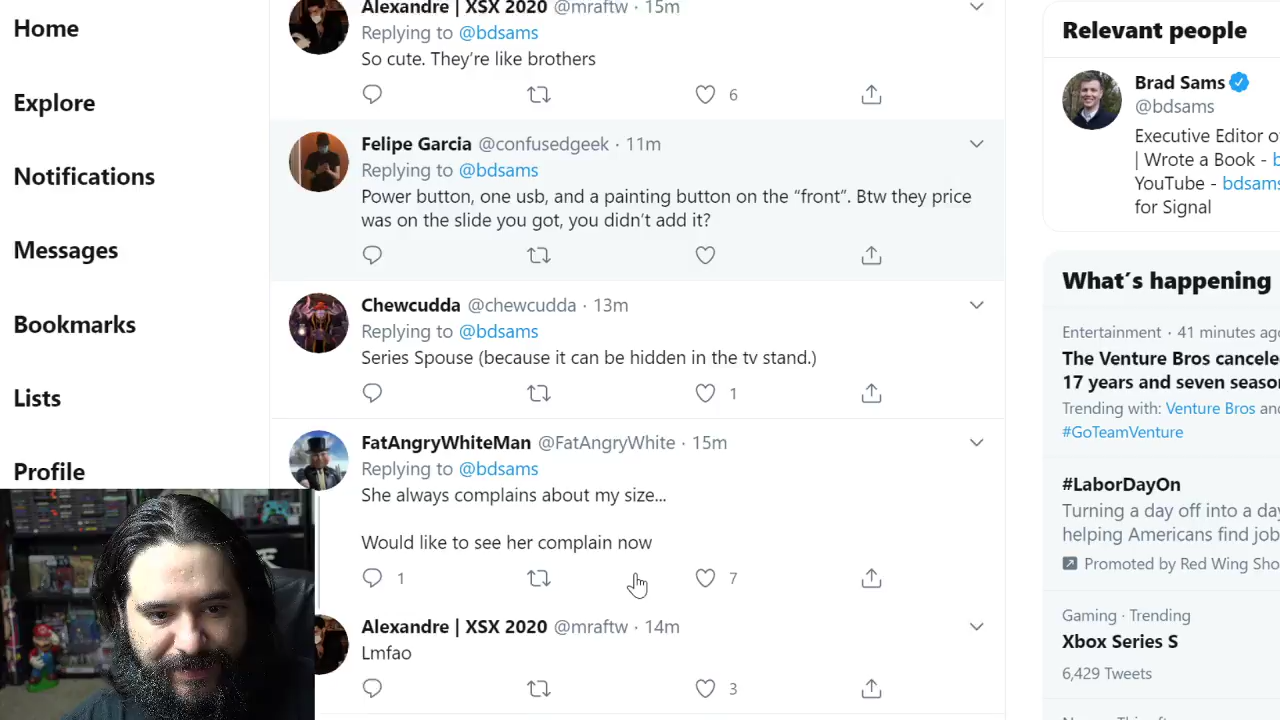 Home
Explore
Notifications
Messages
Bookmarks
Lists
Profile
Alexandre | XSX 2020 @mraftw · 15m
Replying to @bdsams
So cute. They're like brothers
6
Felipe Garcia @confusedgeek · 11m
Replying to @bdsams
Power button, one usb, and a painting button on the “front”. Btw they price
was on the slide you got, you didn't add it?
Chewcudda @chewcudda · 13m
Replying to @bdsams
Series Spouse (because it can be hidden in the tv stand.)
1
FatAngryWhiteMan @FatAngryWhite · 15m
Replying to @bdsams
She always complains about my size...
Would like to see her complain now
1 7
Alexandre | XSX 2020 @mraftw · 14m
Lmfao
3
Relevant people
Brad Sams
@bdsams
Executive Editor o
| Wrote a Book -
YouTube - bdsams
for Signal
What´s happening
Entertainment · 41 minutes ago
The Venture Bros cancele
17 years and seven season
Trending with: Venture Bros and
#GoTeamVenture
#LaborDayOn
Turning a day off into a day
helping Americans find job
Promoted by Red Wing Sho
Gaming · Trending
Xbox Series S
6,429 Tweets